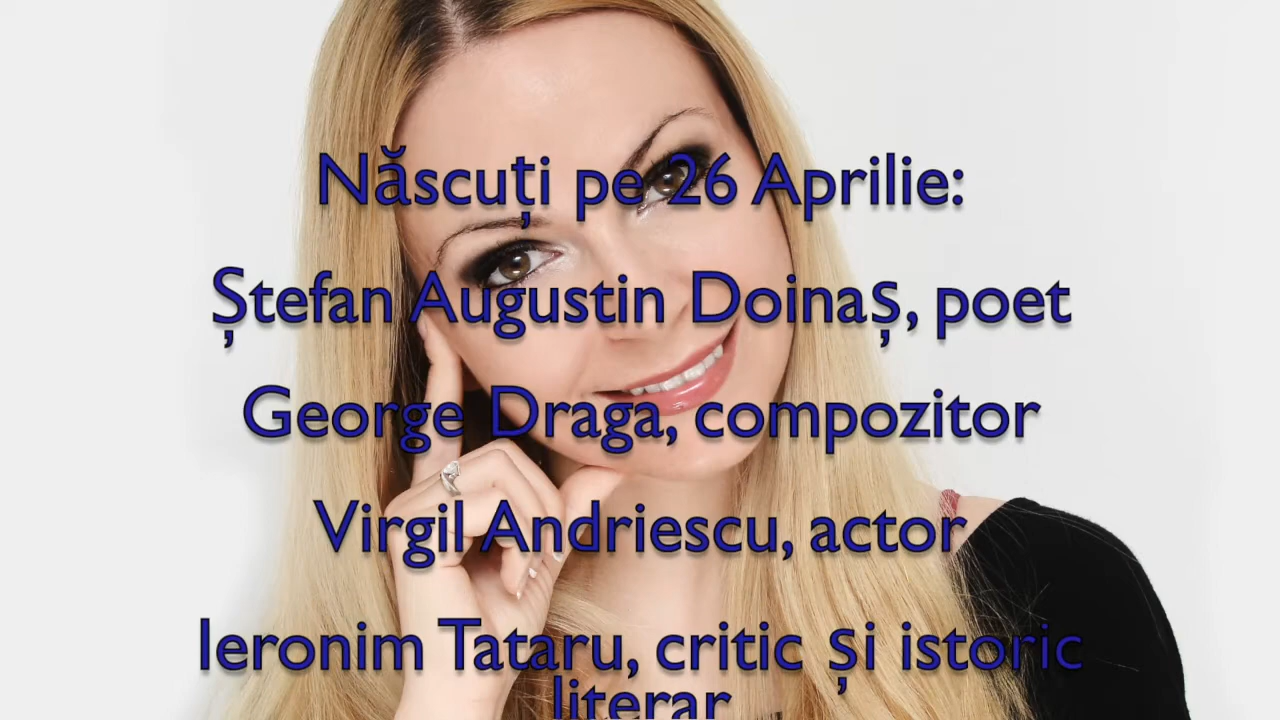 Născuți pe 26 Aprilie:
Ștefan Augustin Doinaș, poet
George Draga, compozitor
Virgil Andriescu, actor
Ieronim Tataru, critic și istoric
literar